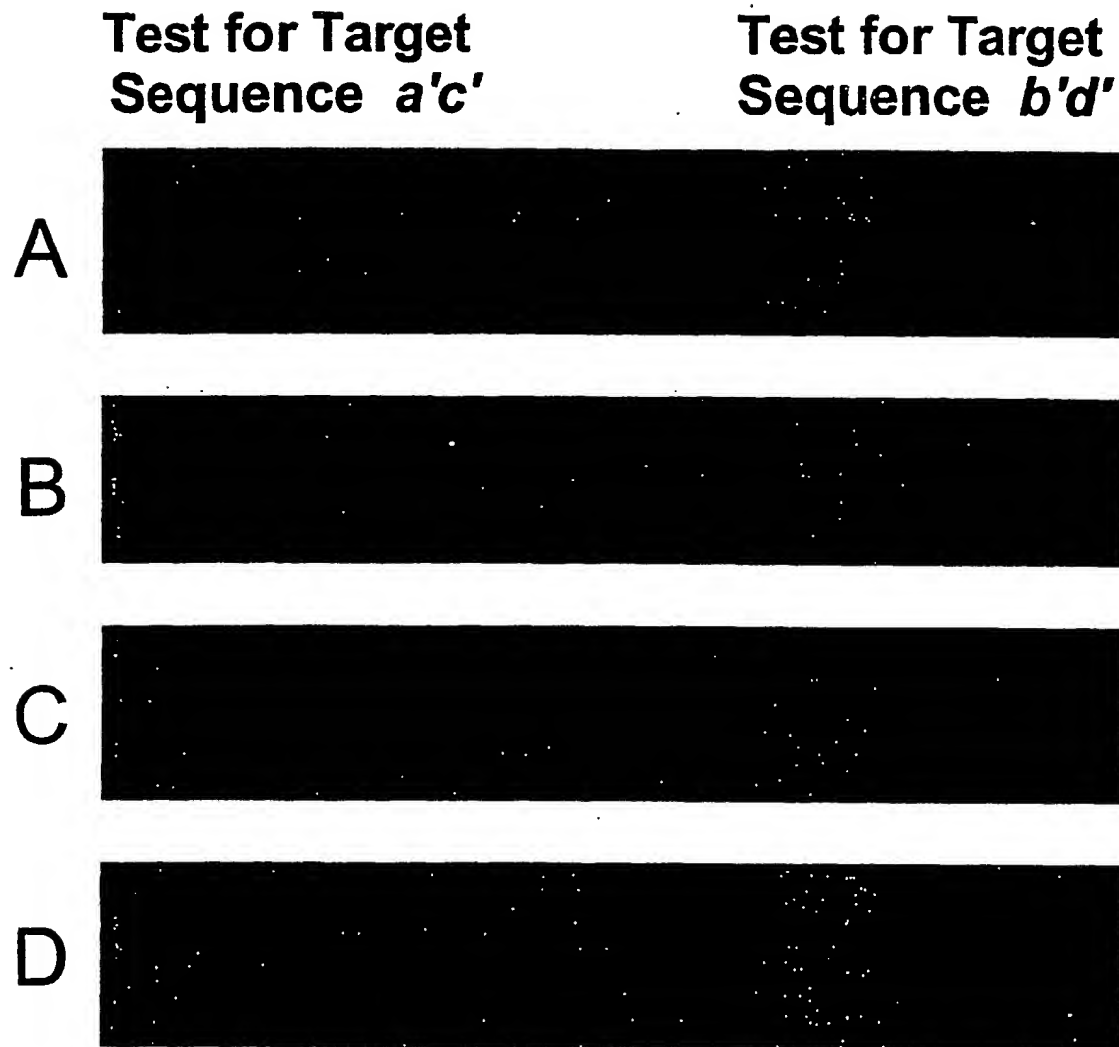 Test for Target
Sequence a'c'
Test for Target
Sequence b'd'
A
B
C
D